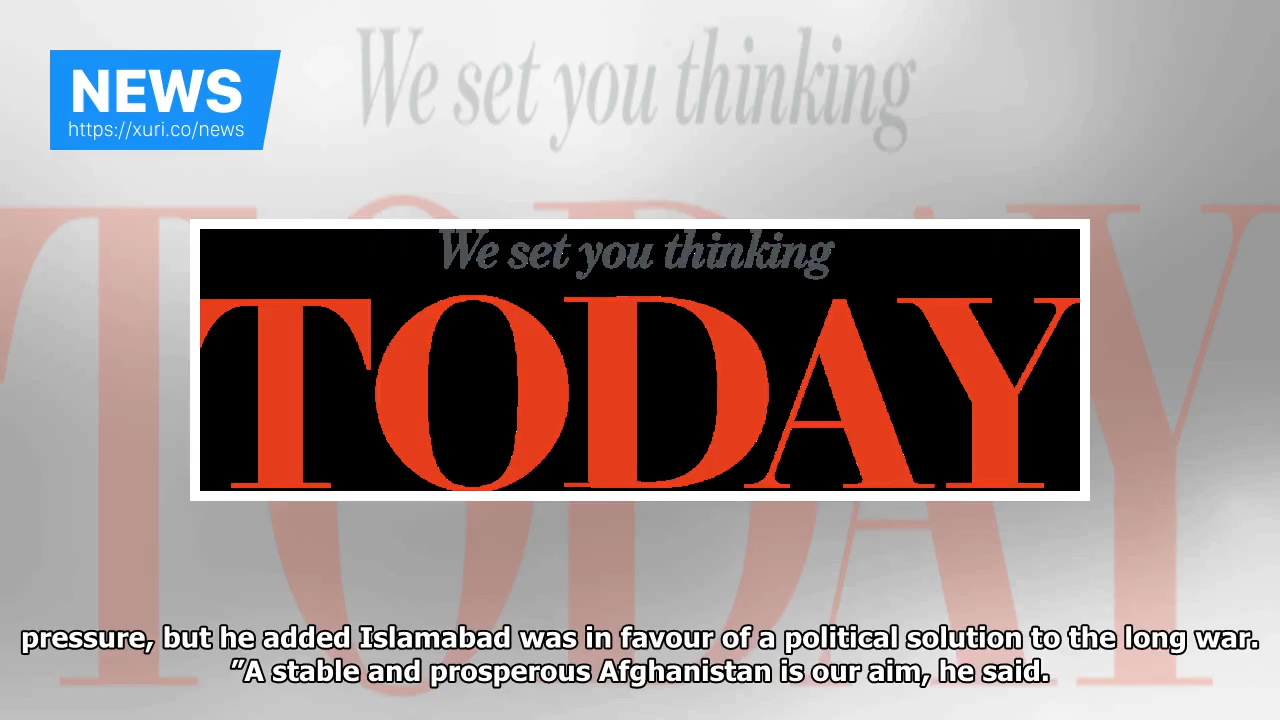 We set you thinking
NEWS
https://xuri.co/news
TODAY
We set you thinking
TODAY
pressure, but he added Islamabad was in favour of a political solution to the long war.
"A stable and prosperous Afghanistan is our aim, he said.